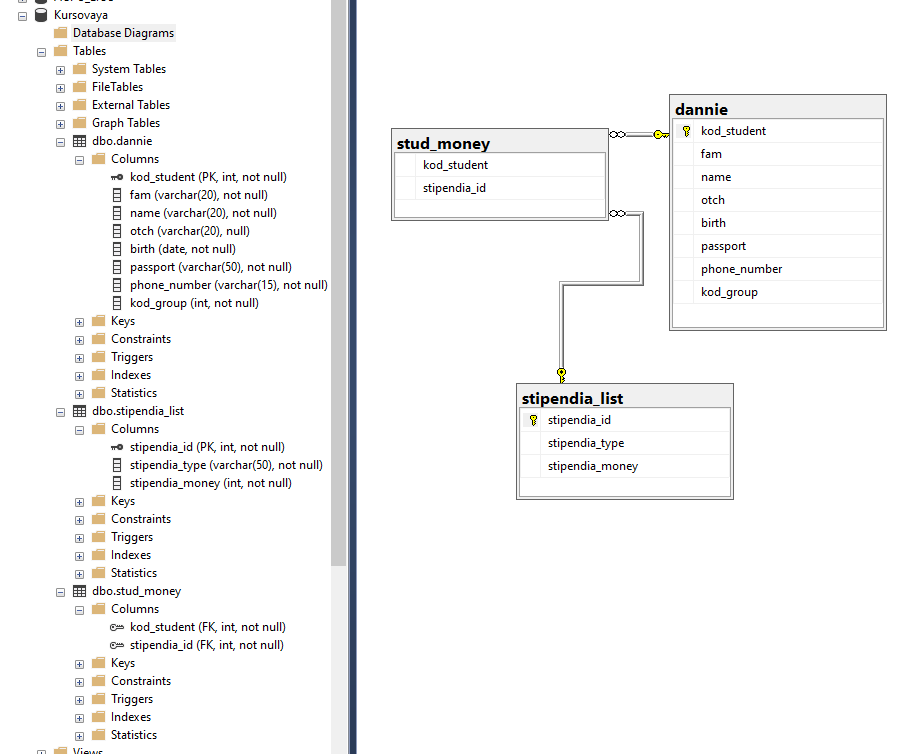 Kursovaya
Database Diagrams
Tables
System Tables
FileTables
External Tables
Graph Tables
dbo.dannie
Columns
kod_student (PK, int, not null)
fam (varchar(20), not null)
name (varchar(20), not null)
otch (varchar(20), null)
birth (date, not null)
passport (varchar(50), not null)
phone_number (varchar(15), not null)
kod_group (int, not null)
Keys
Constraints
Triggers
Indexes
Statistics
dbo.stipendia_list
Columns
stipendia_id (PK, int, not null)
stipendia_type (varchar(50), not null)
stipendia_money (int, not null)
Keys
Constraints
Triggers
Indexes
Statistics
dbo.stud_money
Columns
kod_student (FK, int, not null)
stipendia_id (FK, int, not null)
Keys
Constraints
Triggers
Indexes
Statistics
Views
stud_money
kod_student
stipendia_id
dannie
kod_student
fam
name
otch
birth
passport
phone_number
kod_group
stipendia_list
stipendia_id
stipendia_type
stipendia_money